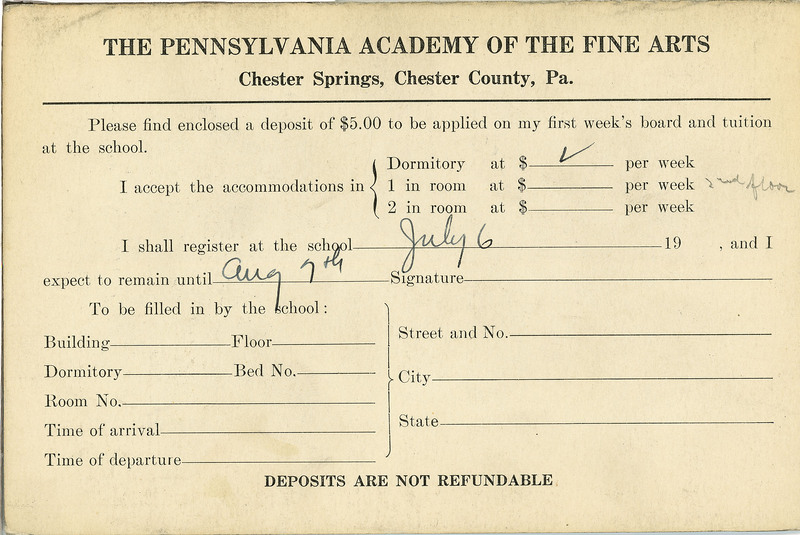 THE PENNSYLVANIA ACADEMY OF THE FINE ARTS
Chester Springs, Chester County, Pa.
Please find enclosed a deposit of $5.00 to be applied on my first week's board and tuition
at the school.
Dormitory at $ ✓ per week
I accept the accommodations in { 1 in room at $ per week 2nd floor
2 in room at $ per week
I shall register at the school July 6 19 , and I
expect to remain until Aug 9th Signature
To be filled in by the school:
Building Floor
Dormitory Bed No.
Room No.
Time of arrival
Time of departure
Street and No.
City
State
DEPOSITS ARE NOT REFUNDABLE